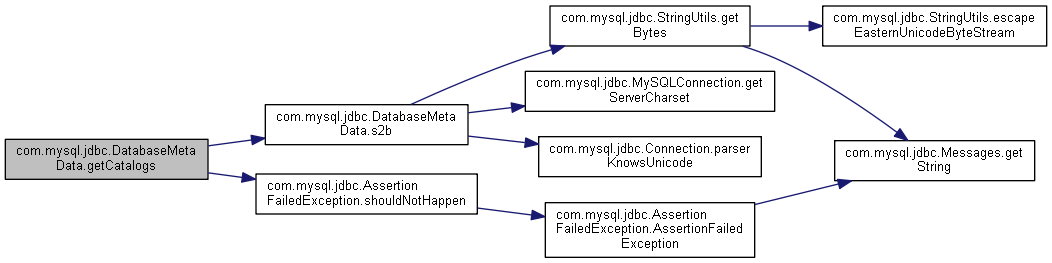 com.mysql.jdbc.DatabaseMeta
Data.getCatalogs
com.mysql.jdbc.DatabaseMeta
Data.s2b
com.mysql.jdbc.Assertion
FailedException.shouldNotHappen
com.mysql.jdbc.StringUtils.get
Bytes
com.mysql.jdbc.MySQLConnection.get
ServerCharset
com.mysql.jdbc.Connection.parser
KnowsUnicode
com.mysql.jdbc.Assertion
FailedException.AssertionFailed
Exception
com.mysql.jdbc.StringUtils.escape
EasternUnicodeByteStream
com.mysql.jdbc.Messages.get
String